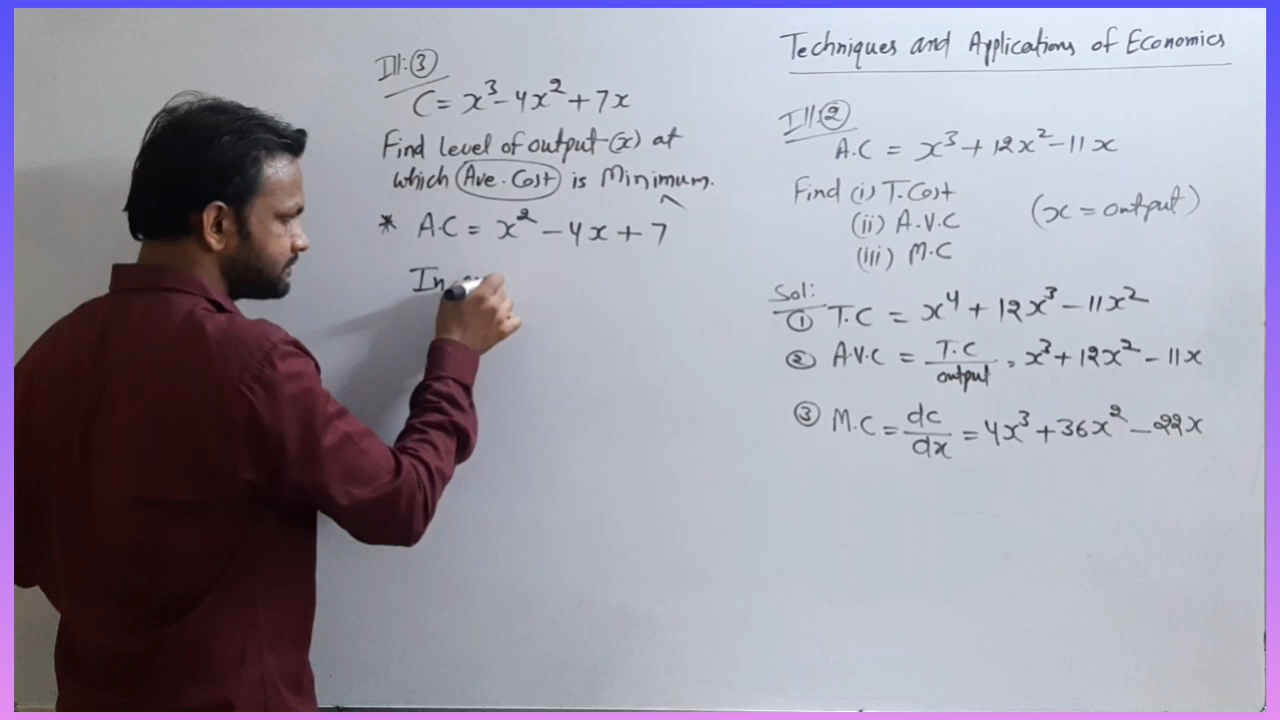 Techniques and Applications of Economics
Ill:③
C = x³ - 4x² + 7x
Find level of output (x) at
which Ave. Cost is Minimum.
* A.C = x² - 4x + 7
In
Ill:②
A.C = x³ + 12x² - 11x
Find (i) T. Cost
(ii) A.V.C
(iii) M.C
(x = output)
Sol:
① T.C = x⁴ + 12x³ - 11x²
② A.V.C = T.C/output = x³ + 12x² - 11x
③ M.C = dc/dx = 4x³ + 36x² - 22x